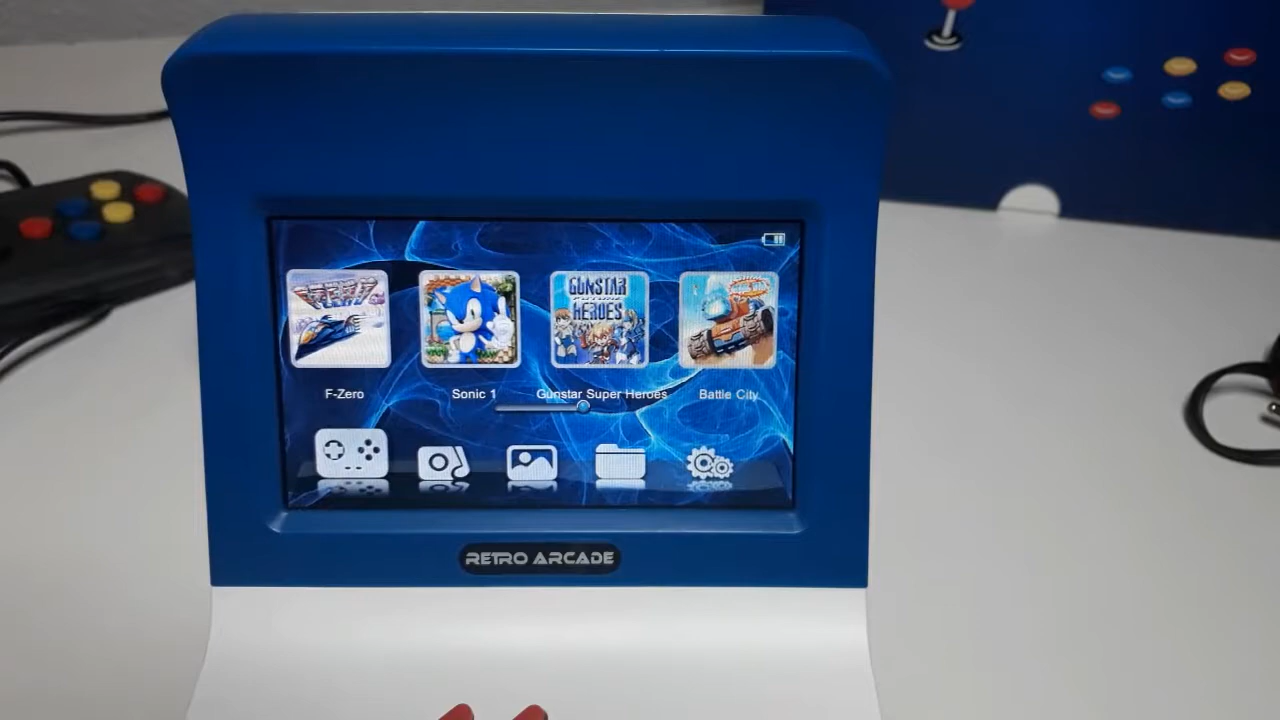 GUNSTAR
HEROES
F-Zero
Sonic 1
Gunstar Super Heroes
Battle City
RETRO ARCADE